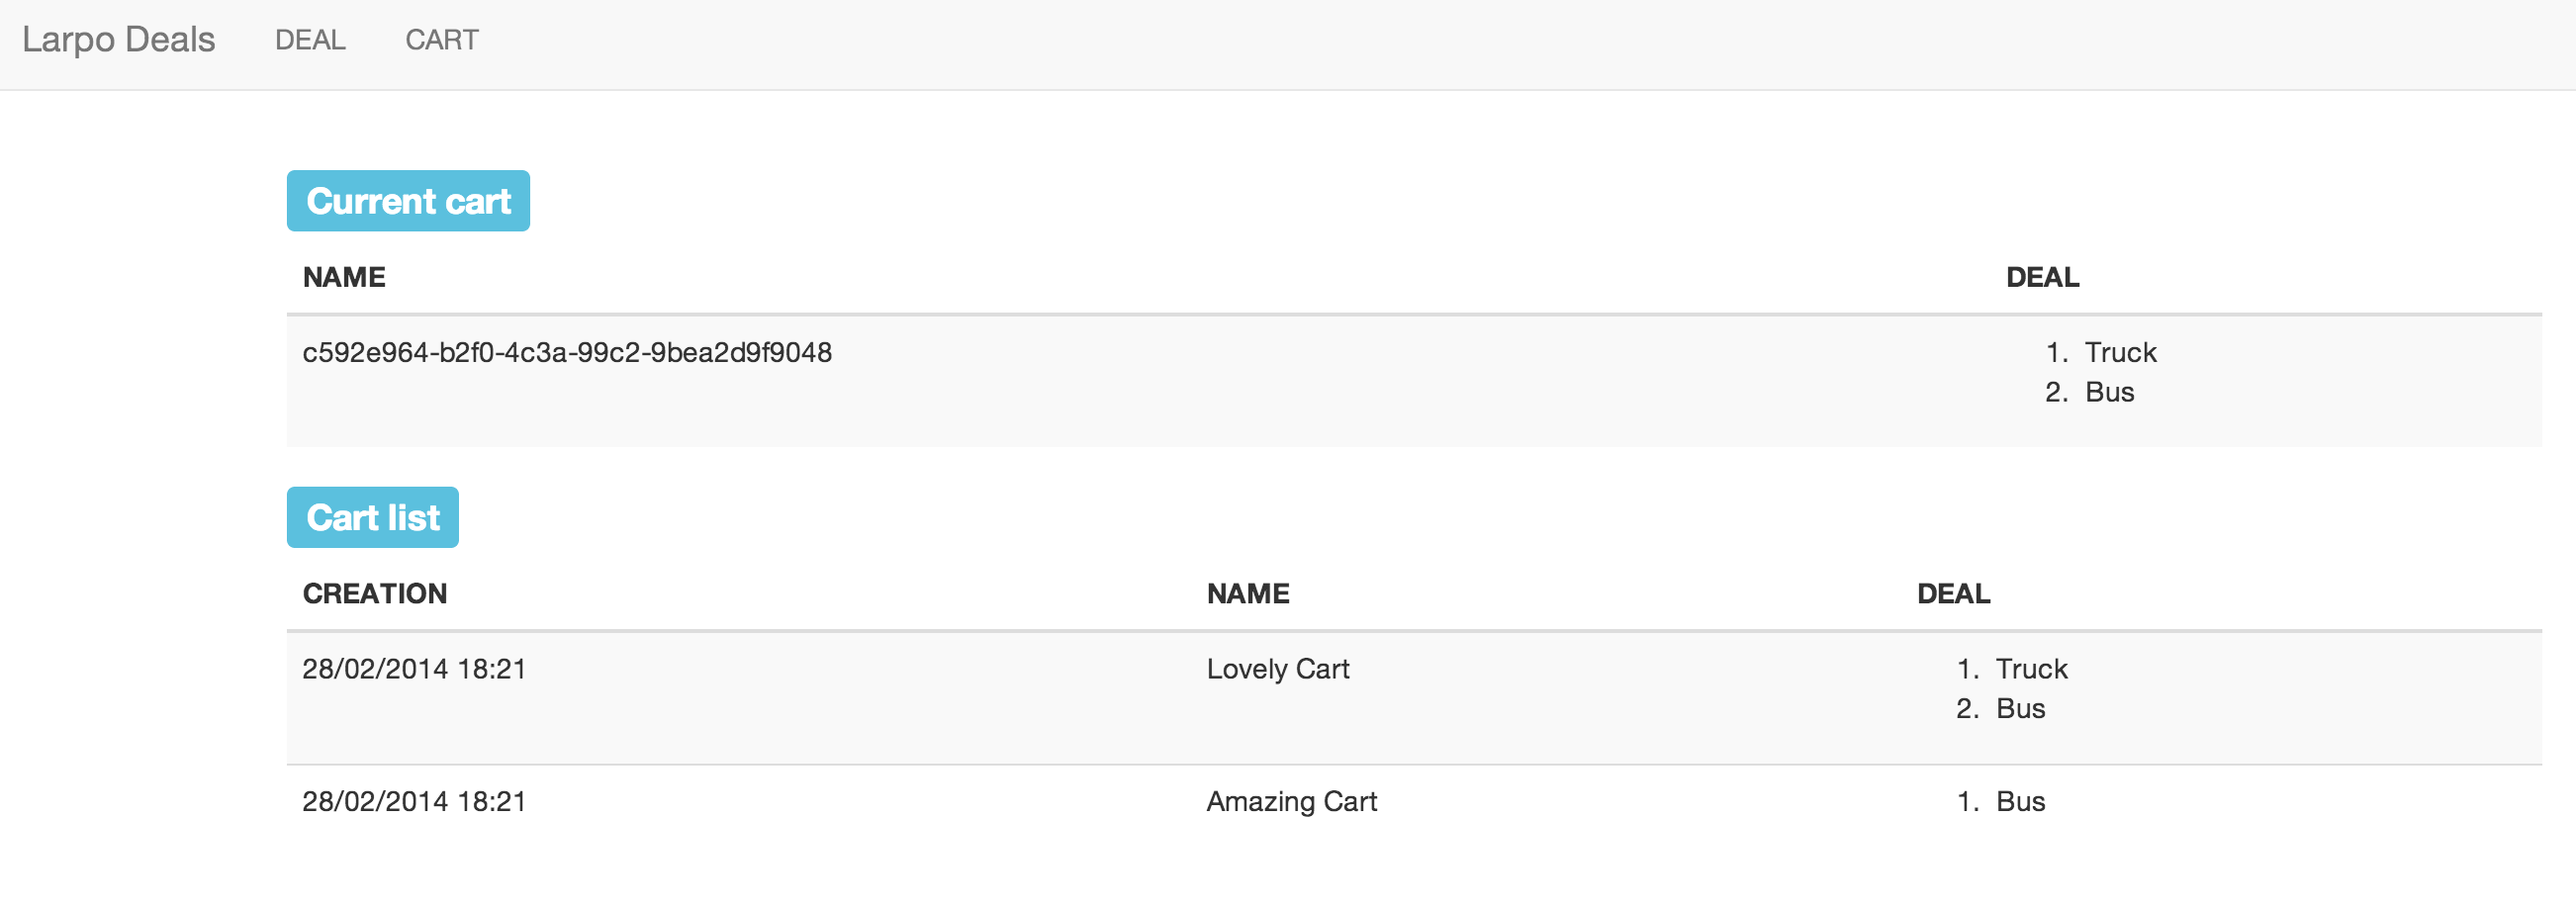 Larpo Deals DEAL CART
Current cart
NAME DEAL
c592e964-b2f0-4c3a-99c2-9bea2d9f9048 1. Truck
2. Bus
Cart list
CREATION NAME DEAL
28/02/2014 18:21 Lovely Cart 1. Truck
2. Bus
28/02/2014 18:21 Amazing Cart 1. Bus